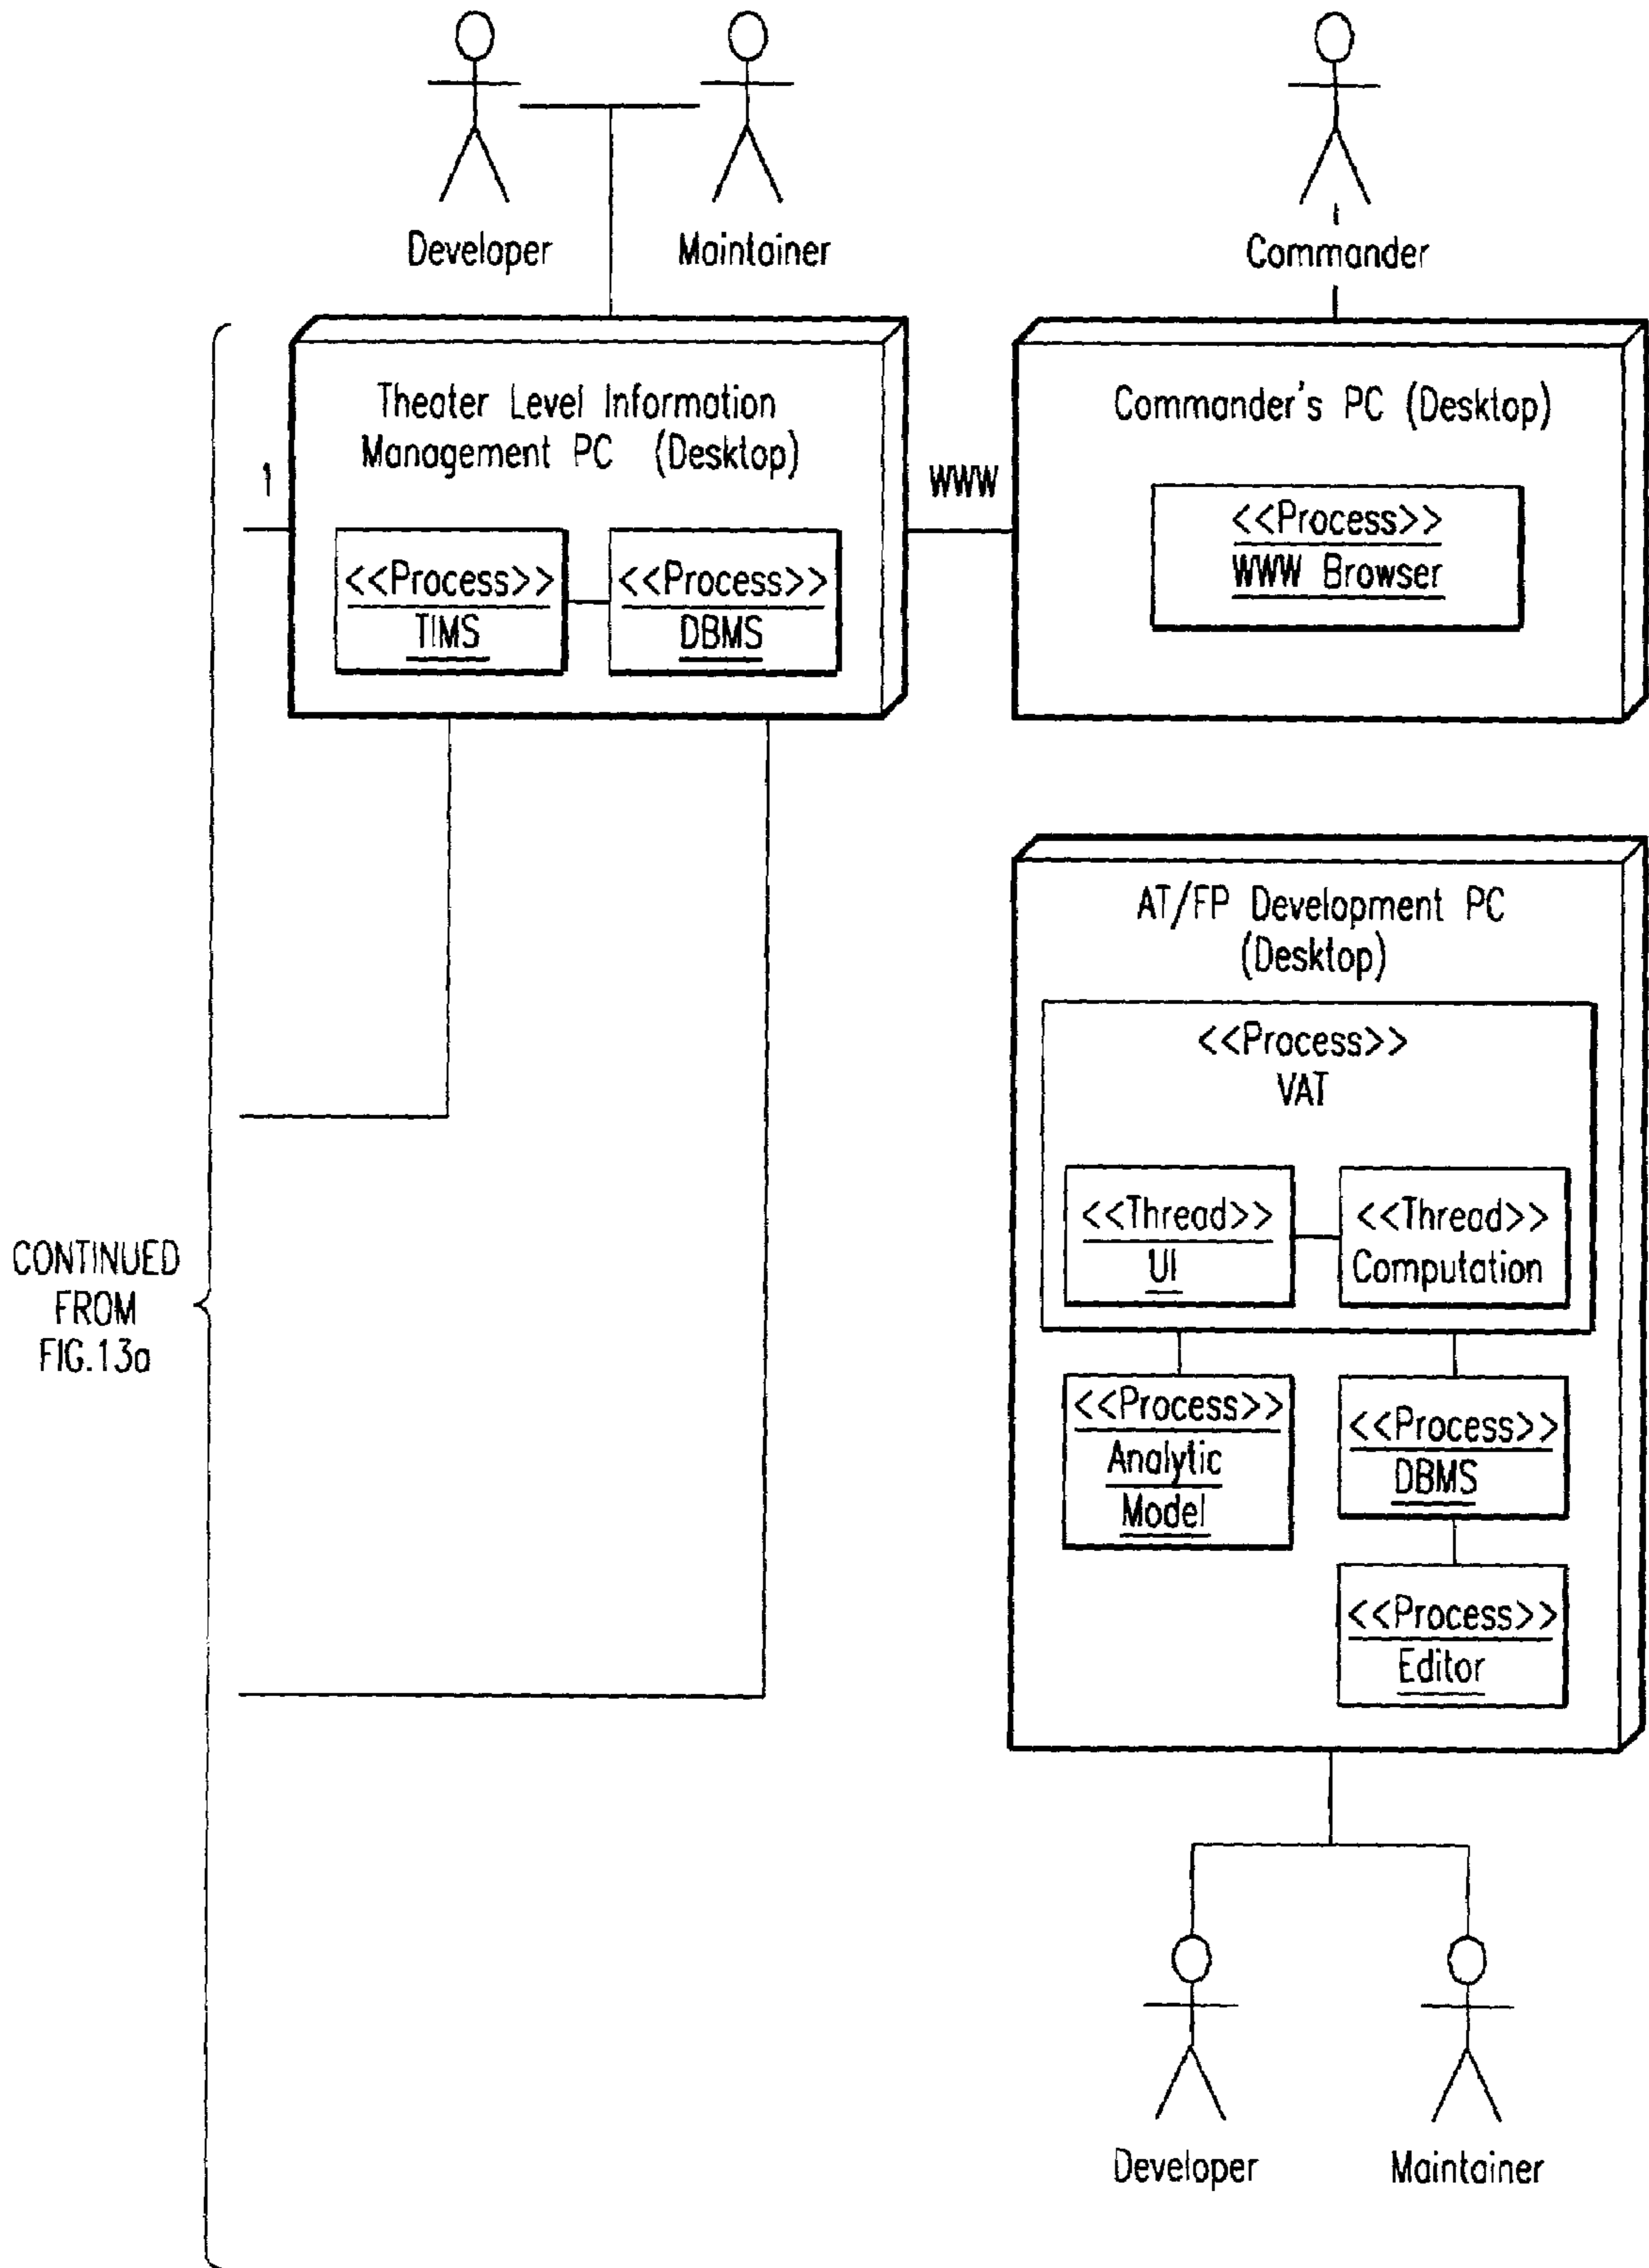 Developer
Maintainer
Commander
Theater Level Information
Management PC (Desktop)
1
<<Process>>
TIMS
<<Process>>
DBMS
WWW
Commander's PC (Desktop)
<<Process>>
WWW Browser
AT/FP Development PC
(Desktop)
<<Process>>
VAT
<<Thread>>
UI
<<Thread>>
Computation
<<Process>>
Analytic
Model
<<Process>>
DBMS
<<Process>>
Editor
CONTINUED
FROM
FIG.13a
Developer
Maintainer